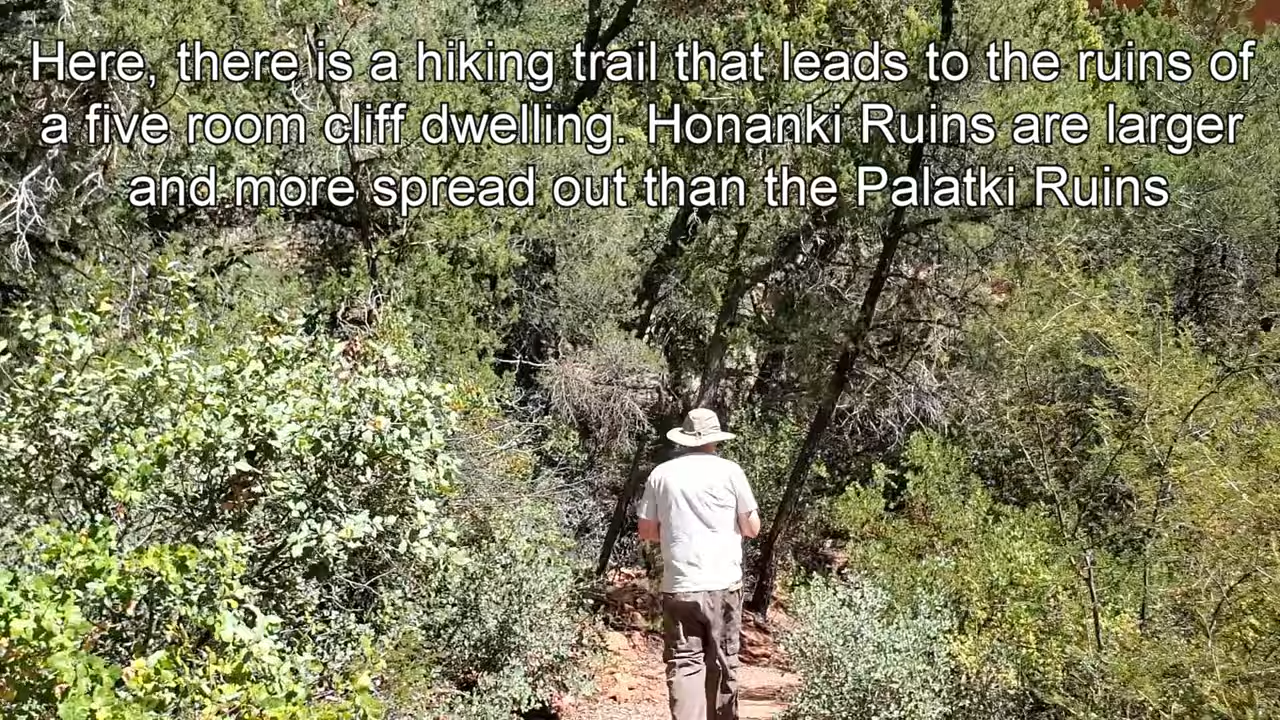 Here, there is a hiking trail that leads to the ruins of
a five room cliff dwelling. Honanki Ruins are larger
and more spread out than the Palatki Ruins